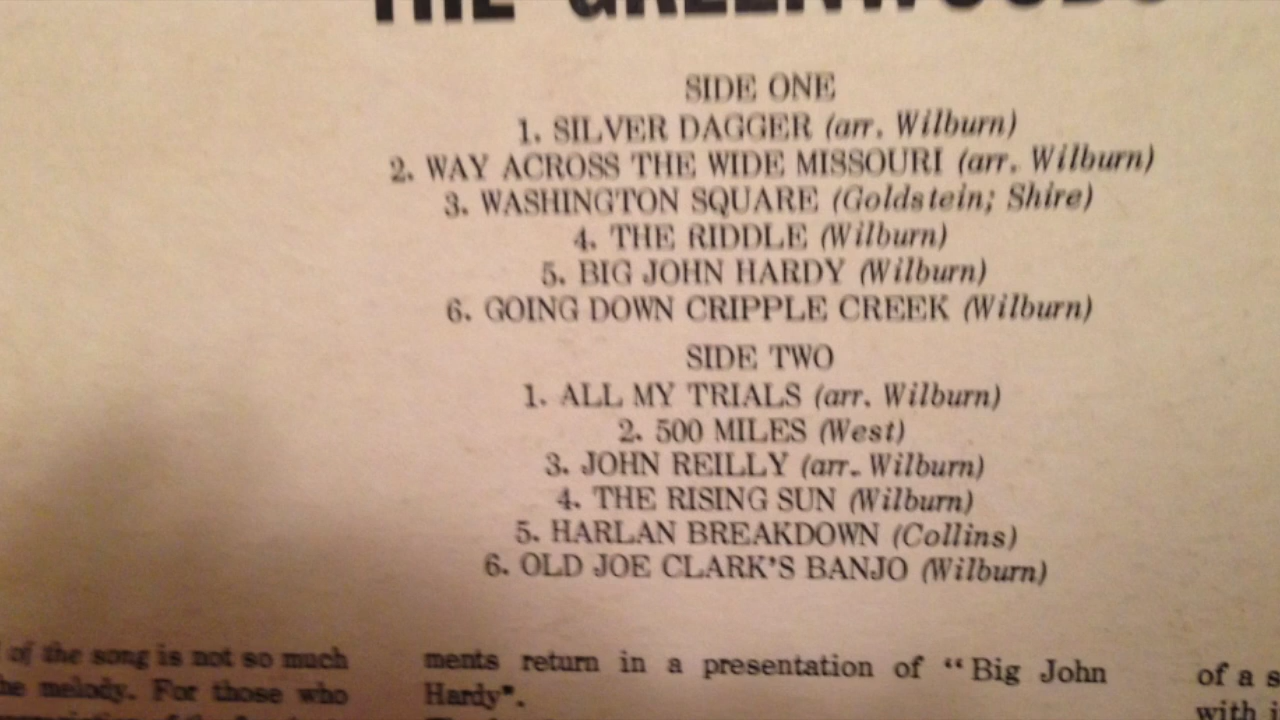 THE GREENWOODS
SIDE ONE
1. SILVER DAGGER (arr. Wilburn)
2. WAY ACROSS THE WIDE MISSOURI (arr. Wilburn)
3. WASHINGTON SQUARE (Goldstein; Shire)
4. THE RIDDLE (Wilburn)
5. BIG JOHN HARDY (Wilburn)
6. GOING DOWN CRIPPLE CREEK (Wilburn)
SIDE TWO
1. ALL MY TRIALS (arr. Wilburn)
2. 500 MILES (West)
3. JOHN REILLY (arr. Wilburn)
4. THE RISING SUN (Wilburn)
5. HARLAN BREAKDOWN (Collins)
6. OLD JOE CLARK'S BANJO (Wilburn)
of the song is not so much
he melody. For those who
ments return in a presentation of “Big John
Hardy”.
of a s
with i